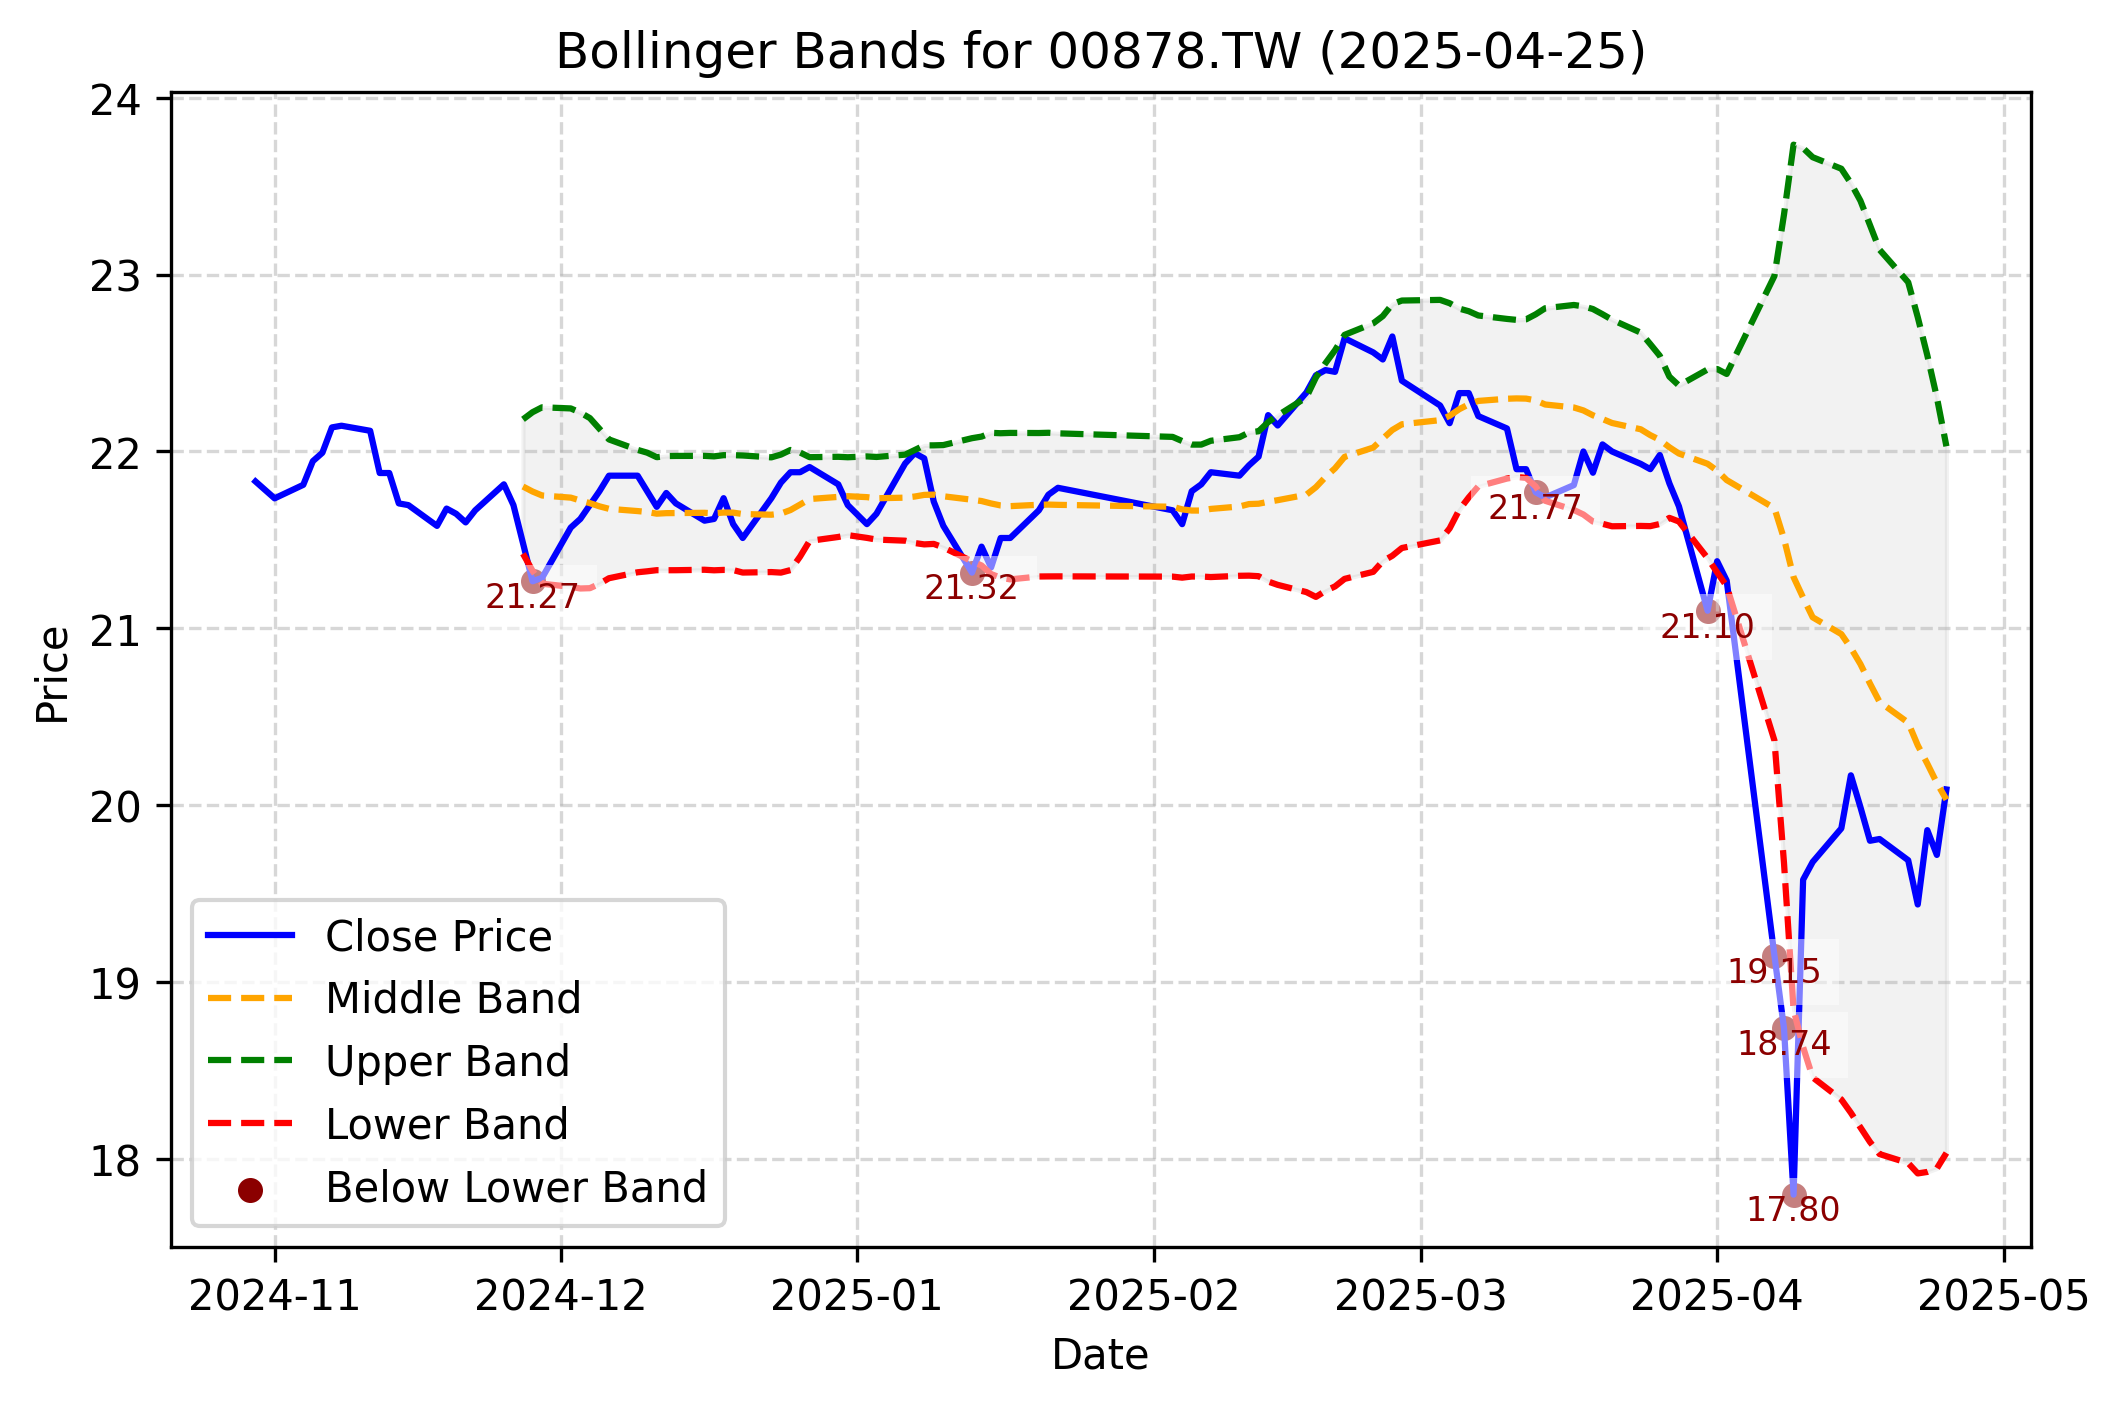 Bollinger Bands for 00878.TW (2025-04-25)
24
23
22
21
20
19
18
Price
21.27
21.32
21.77
21.10
19.15
18.74
17.80
Close Price
Middle Band
Upper Band
Lower Band
Below Lower Band
2024-11
2024-12
2025-01
2025-02
2025-03
2025-04
2025-05
Date